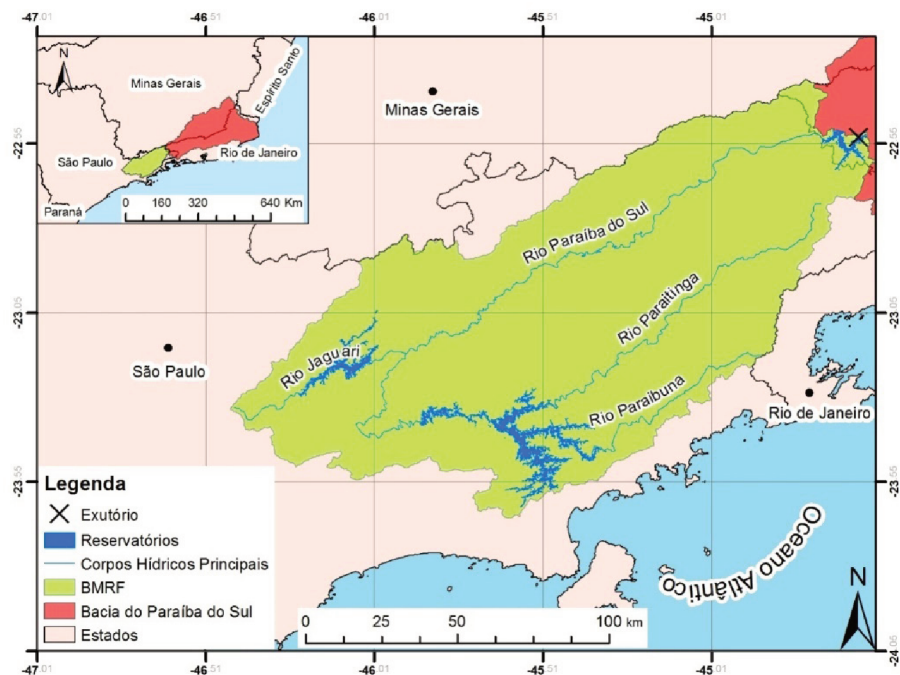 -47.01
-46.51
-46.01
-45.51
-45.01
N
Minas Gerais
Espírito Santo
São Paulo
Rio de Janeiro
Paraná
0 160 320 640 Km
Minas Gerais
-22.55
-22.55
Rio Paraíba do Sul
-23.05
-23.05
Rio Paraitinga
Rio Jaguari
São Paulo
Rio Paraibuna
Rio de Janeiro
-23.55
-23.55
Legenda
Exutório
Reservatórios
Corpos Hídricos Principais
BMRF
Bacia do Paraíba do Sul
Estados
Oceano Atlântico
N
0 25 50 100 km
-24.06
-47.01
-46.51
-46.01
-45.51
-45.01